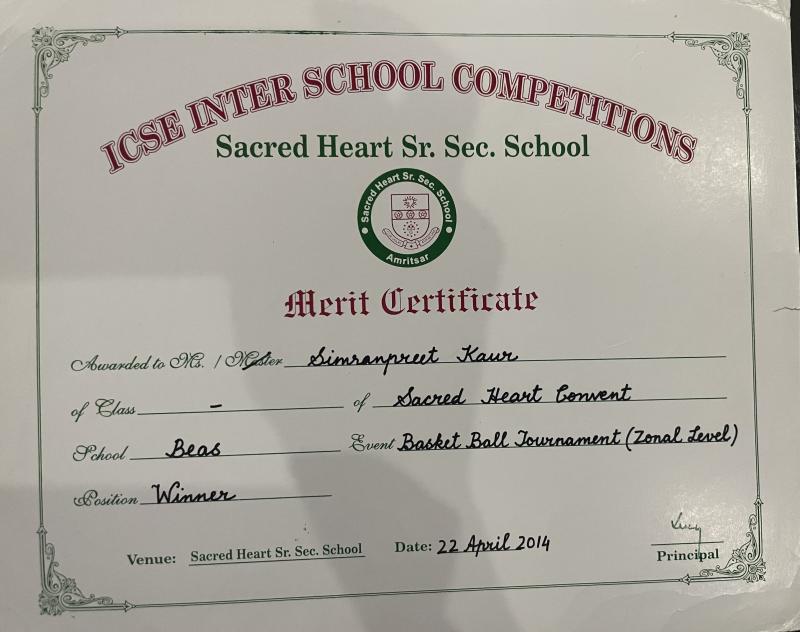 ICSE INTER SCHOOL COMPETITIONS
Sacred Heart Sr. Sec. School
Sacred Heart Sr. Sec. School
Amritsar
Merit Certificate
Awarded to Ms. / Master Simranpreet Kaur
of Class - of Sacred Heart Convent
School Beas Event Basket Ball Tournament (Zonal Level)
Position Winner
Lucy
Venue: Sacred Heart Sr. Sec. School Date: 22 April 2014 Principal